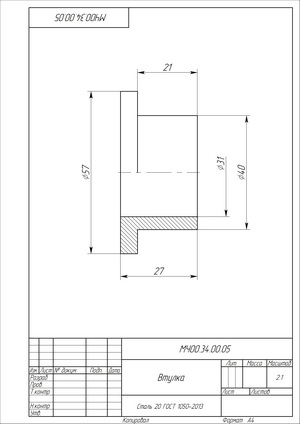 МЧ00.34.00.05
21
⌀57
⌀31
⌀40
27
МЧ00.34.00.05
Втулка
Лит. Масса Масштаб
2:1
Изм. Лист № докум. Подп. Дата
Разраб.
Пров.
Т.контр.
Лист Листов
Н.контр.
Утв.
Сталь 20 ГОСТ 1050-2013
Копировал Формат А4